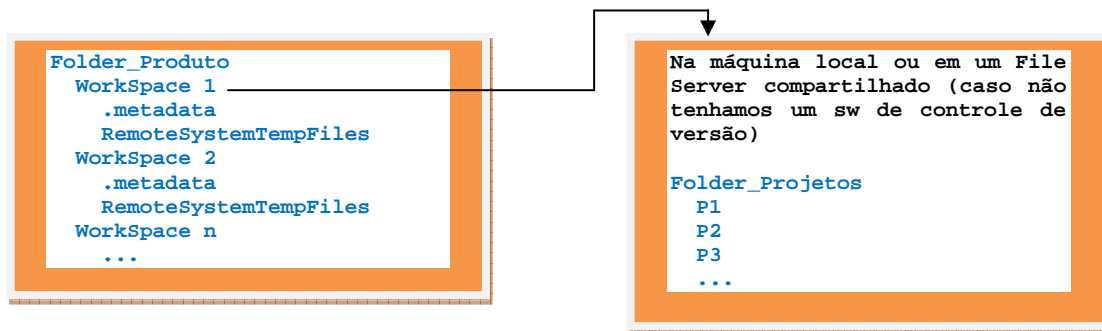 Folder_Produto
WorkSpace 1
.metadata
RemoteSystemTempFiles
WorkSpace 2
.metadata
RemoteSystemTempFiles
WorkSpace n
...
Na máquina local ou em um File
Server compartilhado (caso não
tenhamos um sw de controle de
versão)
Folder_Projetos
P1
P2
P3
...